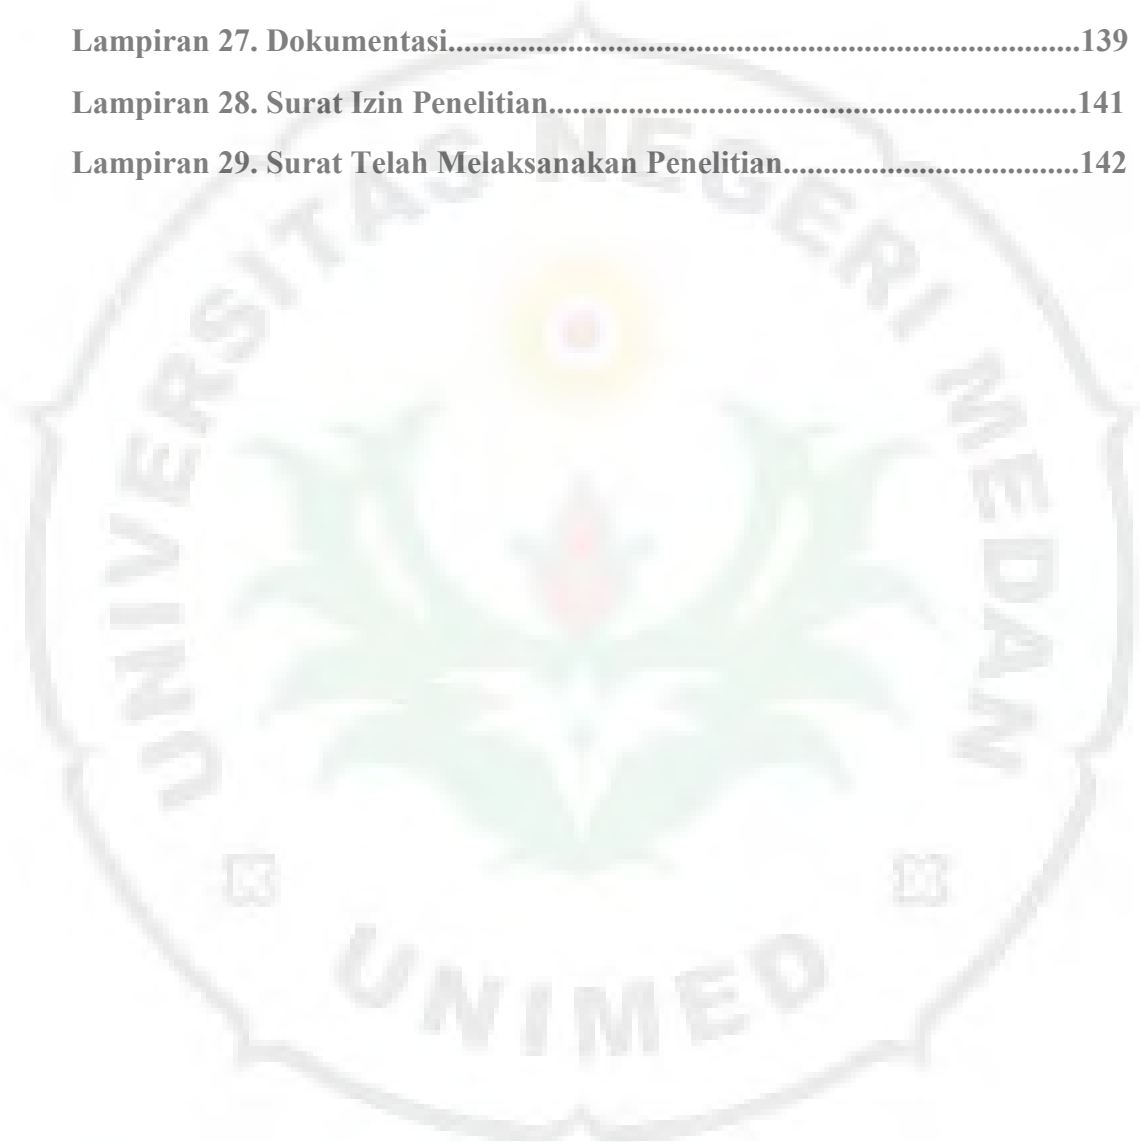 Lampiran 27. Dokumentasi..............................................................................139
Lampiran 28. Surat Izin Penelitian.................................................................141
Lampiran 29. Surat Telah Melaksanakan Penelitian....................................142
UNIVERSITAS NEGERI MEDAN
UNIMED